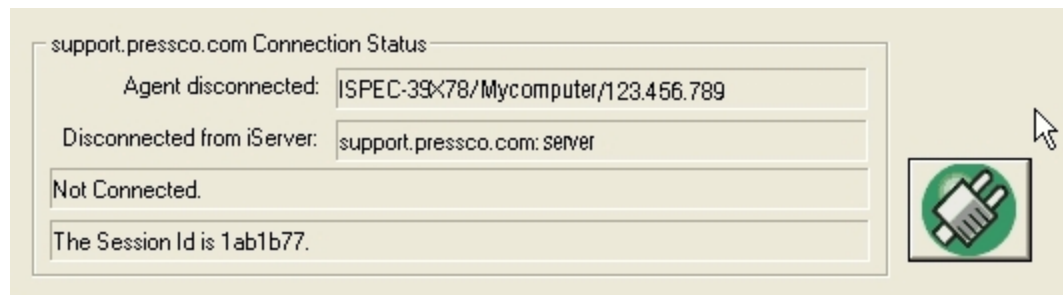 support.pressco.com Connection Status
Agent disconnected: ISPEC-39X78/Mycomputer/123.456.789
Disconnected from iServer: support.pressco.com: server
Not Connected.
The Session Id is 1ab1b77.